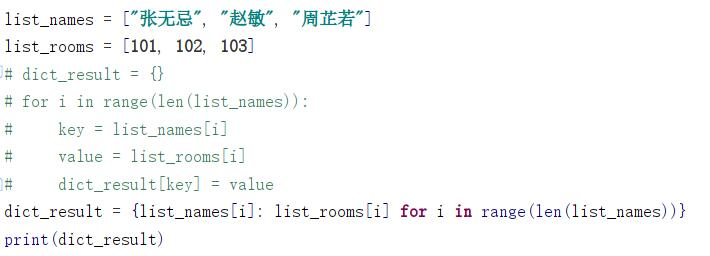 list_names = ["张无忌", "赵敏", "周芷若"]
list_rooms = [101, 102, 103]
# dict_result = {}
# for i in range(len(list_names)):
#     key = list_names[i]
#     value = list_rooms[i]
#     dict_result[key] = value
dict_result = {list_names[i]: list_rooms[i] for i in range(len(list_names))}
print(dict_result)